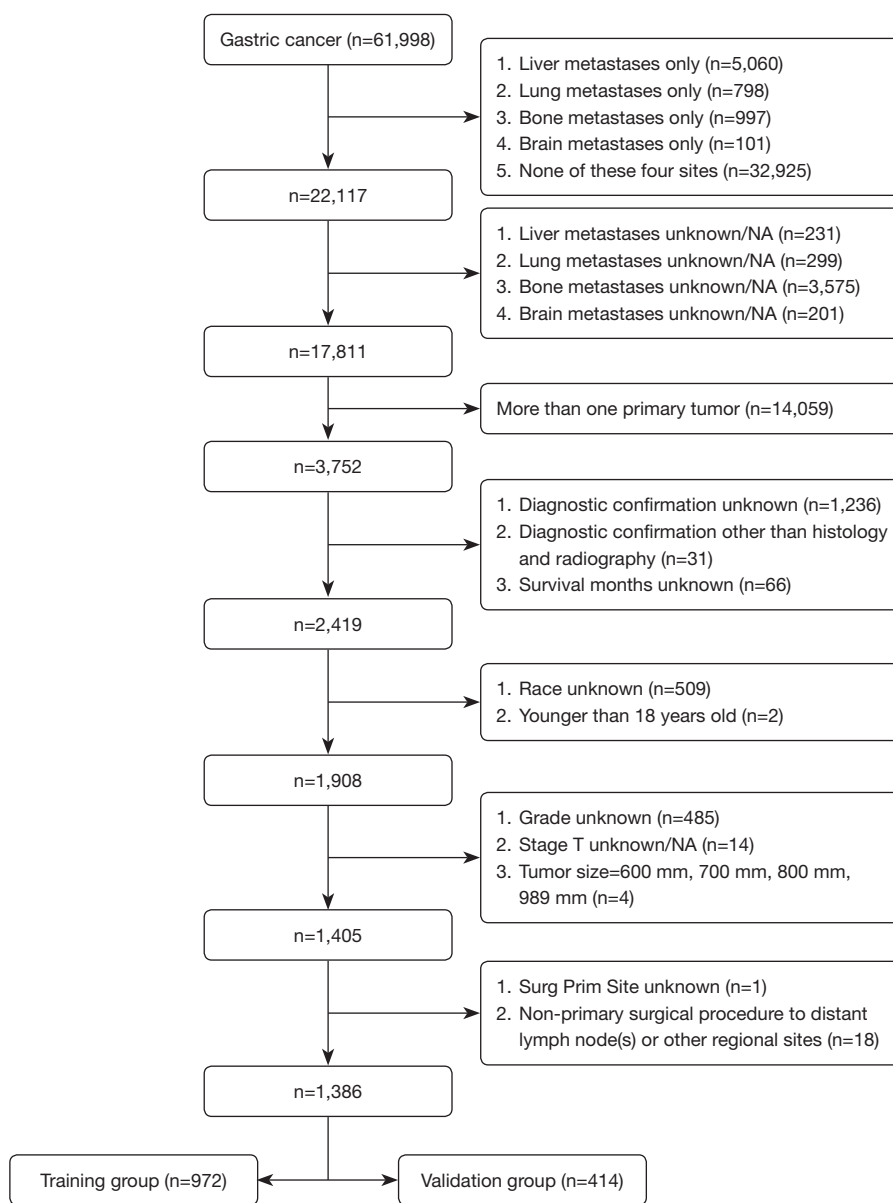 Gastric cancer (n=61,998)
1. Liver metastases only (n=5,060)
2. Lung metastases only (n=798)
3. Bone metastases only (n=997)
4. Brain metastases only (n=101)
5. None of these four sites (n=32,925)
n=22,117
1. Liver metastases unknown/NA (n=231)
2. Lung metastases unknown/NA (n=299)
3. Bone metastases unknown/NA (n=3,575)
4. Brain metastases unknown/NA (n=201)
n=17,811
More than one primary tumor (n=14,059)
n=3,752
1. Diagnostic confirmation unknown (n=1,236)
2. Diagnostic confirmation other than histology
and radiography (n=31)
3. Survival months unknown (n=66)
n=2,419
1. Race unknown (n=509)
2. Younger than 18 years old (n=2)
n=1,908
1. Grade unknown (n=485)
2. Stage T unknown/NA (n=14)
3. Tumor size=600 mm, 700 mm, 800 mm,
989 mm (n=4)
n=1,405
1. Surg Prim Site unknown (n=1)
2. Non-primary surgical procedure to distant
lymph node(s) or other regional sites (n=18)
n=1,386
Training group (n=972)
Validation group (n=414)